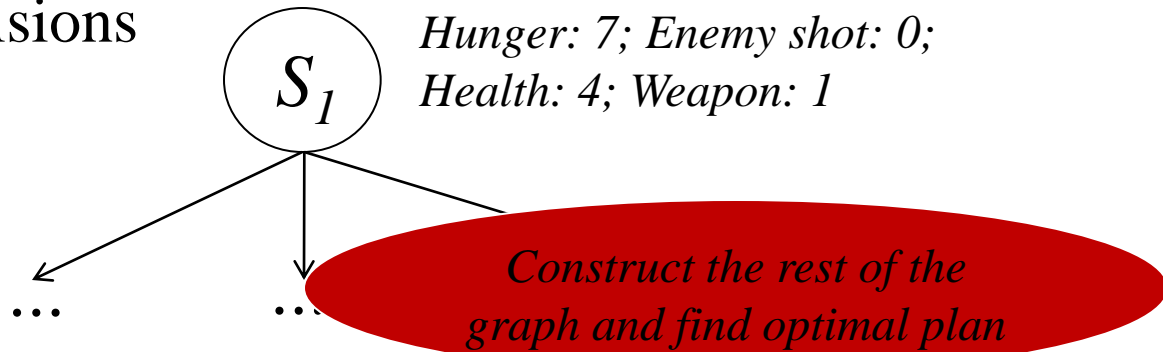 S1
Hunger: 7; Enemy shot: 0;
Health: 4; Weapon: 1
...
...
Construct the rest of the
graph and find optimal plan